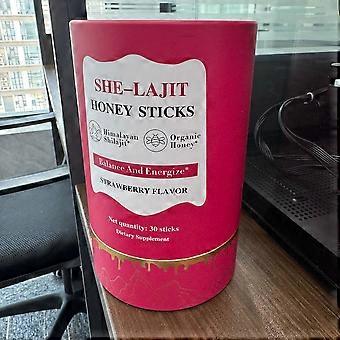 SHE–LAJIT
HONEY STICKS
Himalayan
Shilajit*
Organic
Honey*
Balance And Energize*
STRAWBERRY FLAVOR
Net quantity: 30 sticks
Dietary Supplement